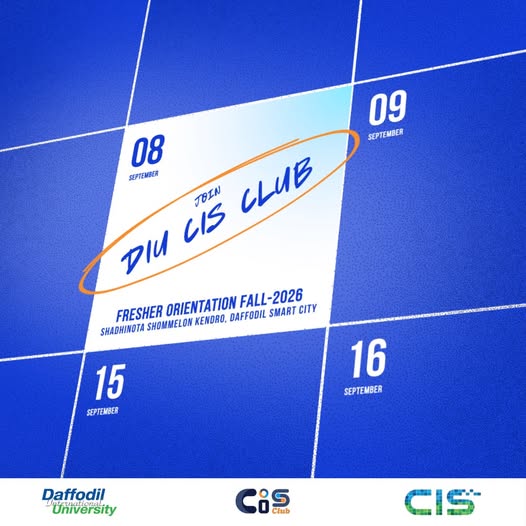 08
SEPTEMBER
09
SEPTEMBER
JOIN
DIU CIS CLUB
FRESHER ORIENTATION FALL-2026
SHADHINOTA SHOMMELON KENDRO, DAFFODIL SMART CITY
15
SEPTEMBER
16
SEPTEMBER
Daffodil
International
University
CIS
Club
CIS